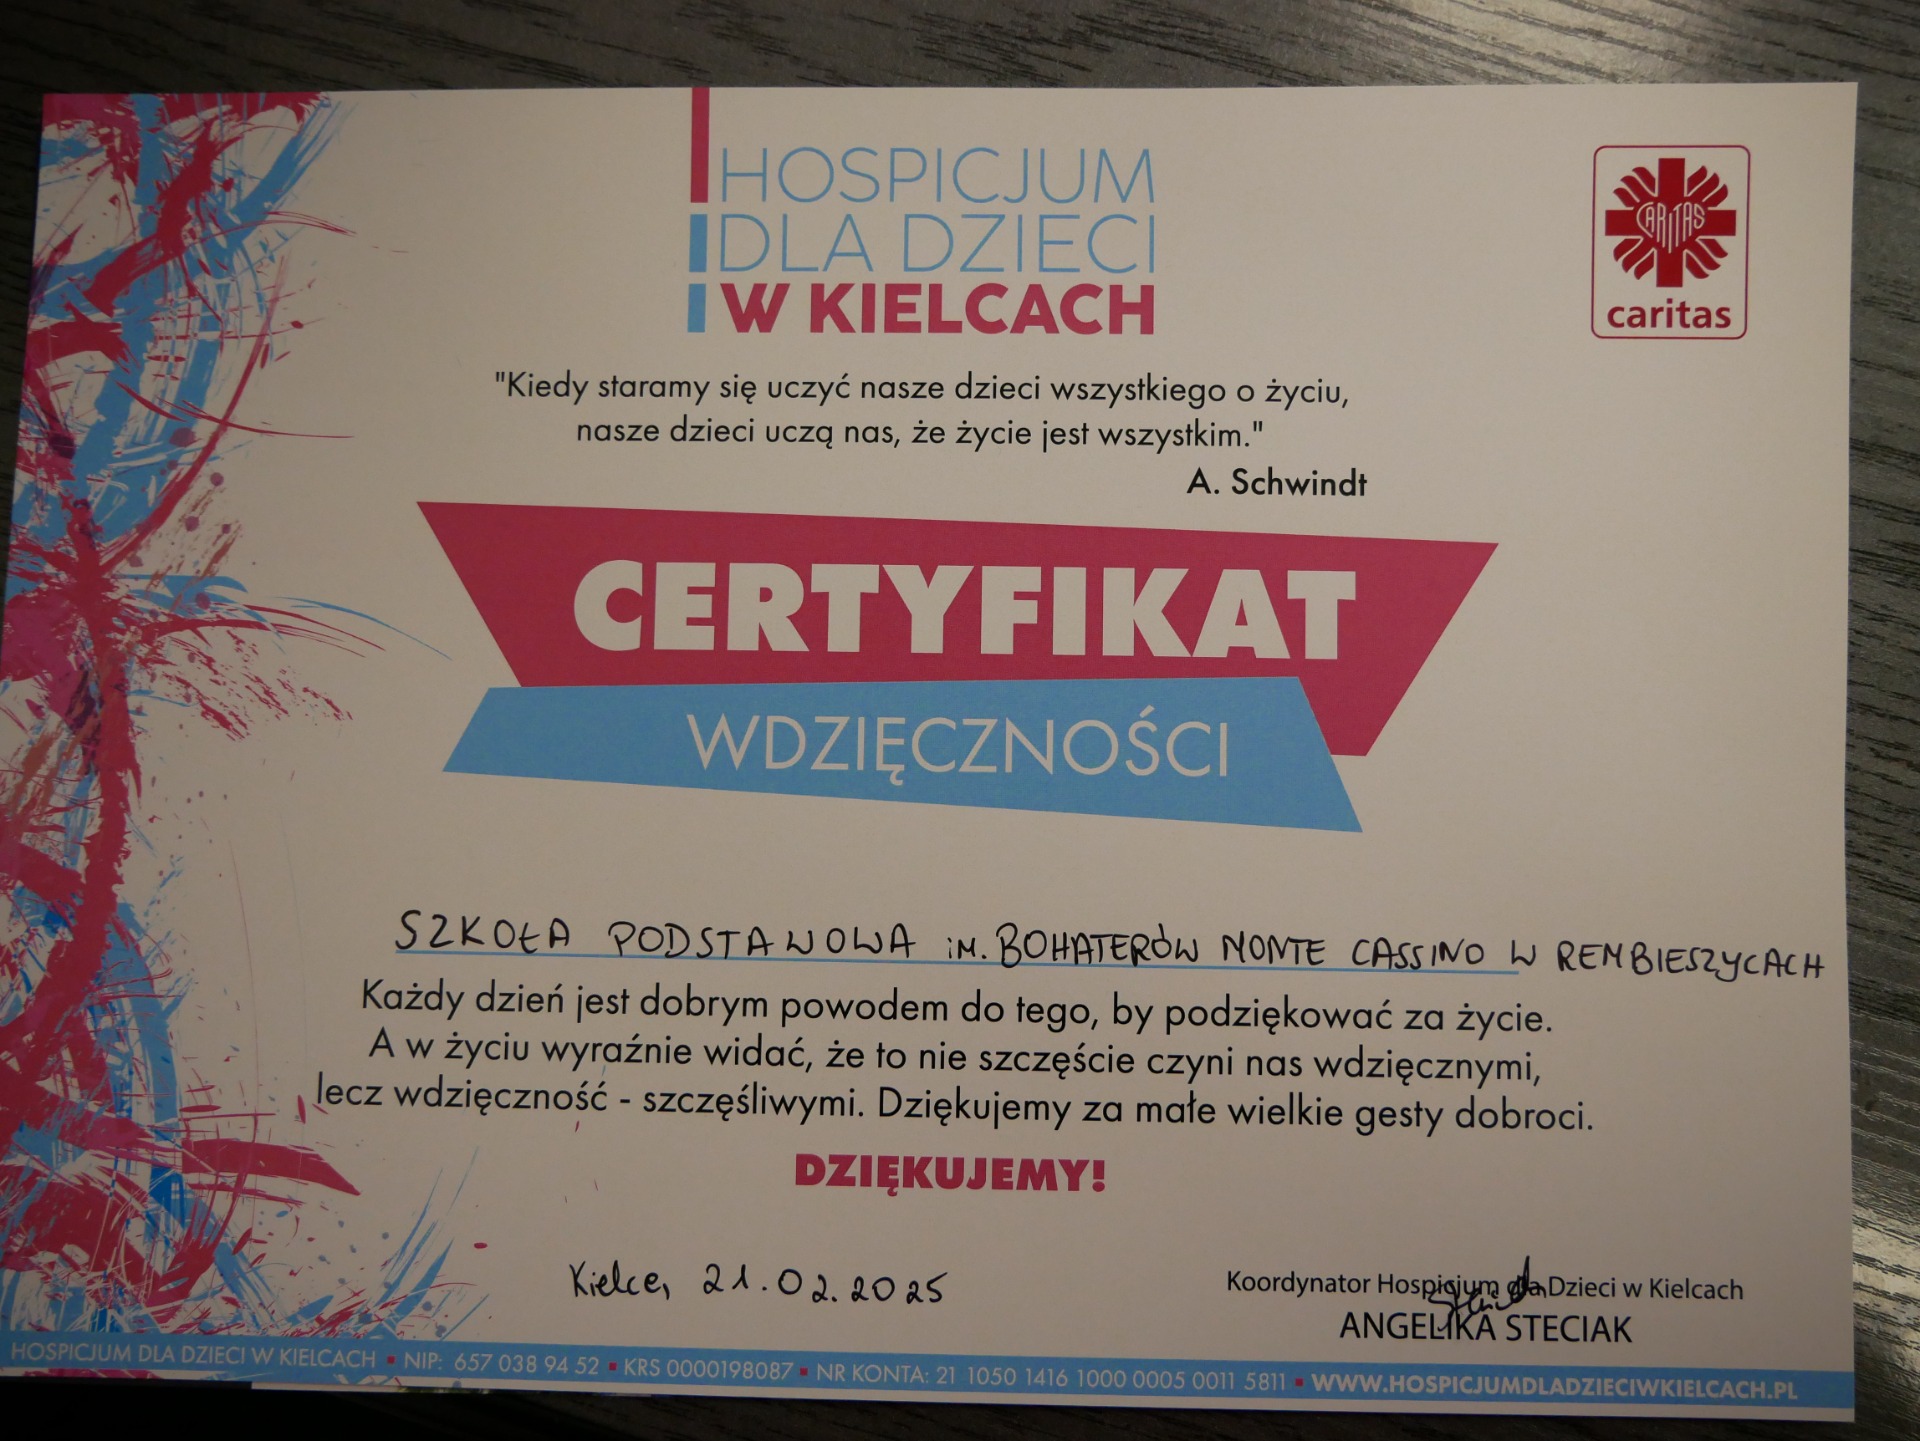 HOSPICJUM
DLA DZIECI
W KIELCACH
CARITAS
caritas
"Kiedy staramy się uczyć nasze dzieci wszystkiego o życiu,
nasze dzieci uczą nas, że życie jest wszystkim."
A. Schwindt
CERTYFIKAT
WDZIĘCZNOŚCI
SZKOŁA PODSTAWOWA iM. BOHATERÓW MONTE CASSINO W REMBIESZYCACH
Każdy dzień jest dobrym powodem do tego, by podziękować za życie.
A w życiu wyraźnie widać, że to nie szczęście czyni nas wdzięcznymi,
lecz wdzięczność - szczęśliwymi. Dziękujemy za małe wielkie gesty dobroci.
DZIĘKUJEMY!
Kielce, 21.02.2025
Koordynator Hospicjum dla Dzieci w Kielcach
ANGELIKA STECIAK
HOSPICJUM DLA DZIECI W KIELCACH ▪ NIP: 657 038 94 52 ▪ KRS 0000198087 ▪ NR KONTA: 21 1050 1416 1000 0005 0011 5811 ▪ WWW.HOSPICJUMDLADZIECIWKIELCACH.PL